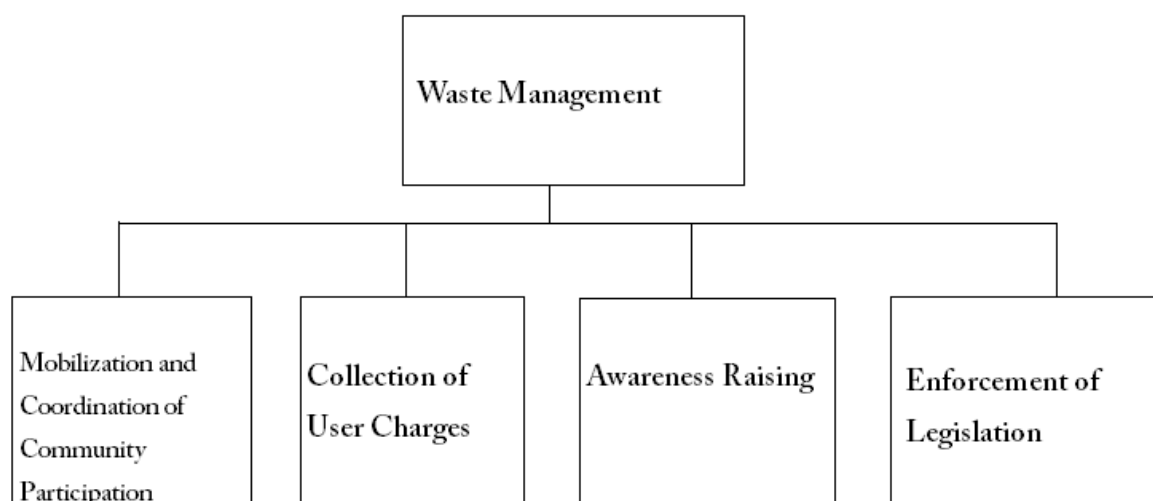 Waste Management
Mobilization and
Coordination of
Community
Participation
Collection of
User Charges
Awareness Raising
Enforcement of
Legislation